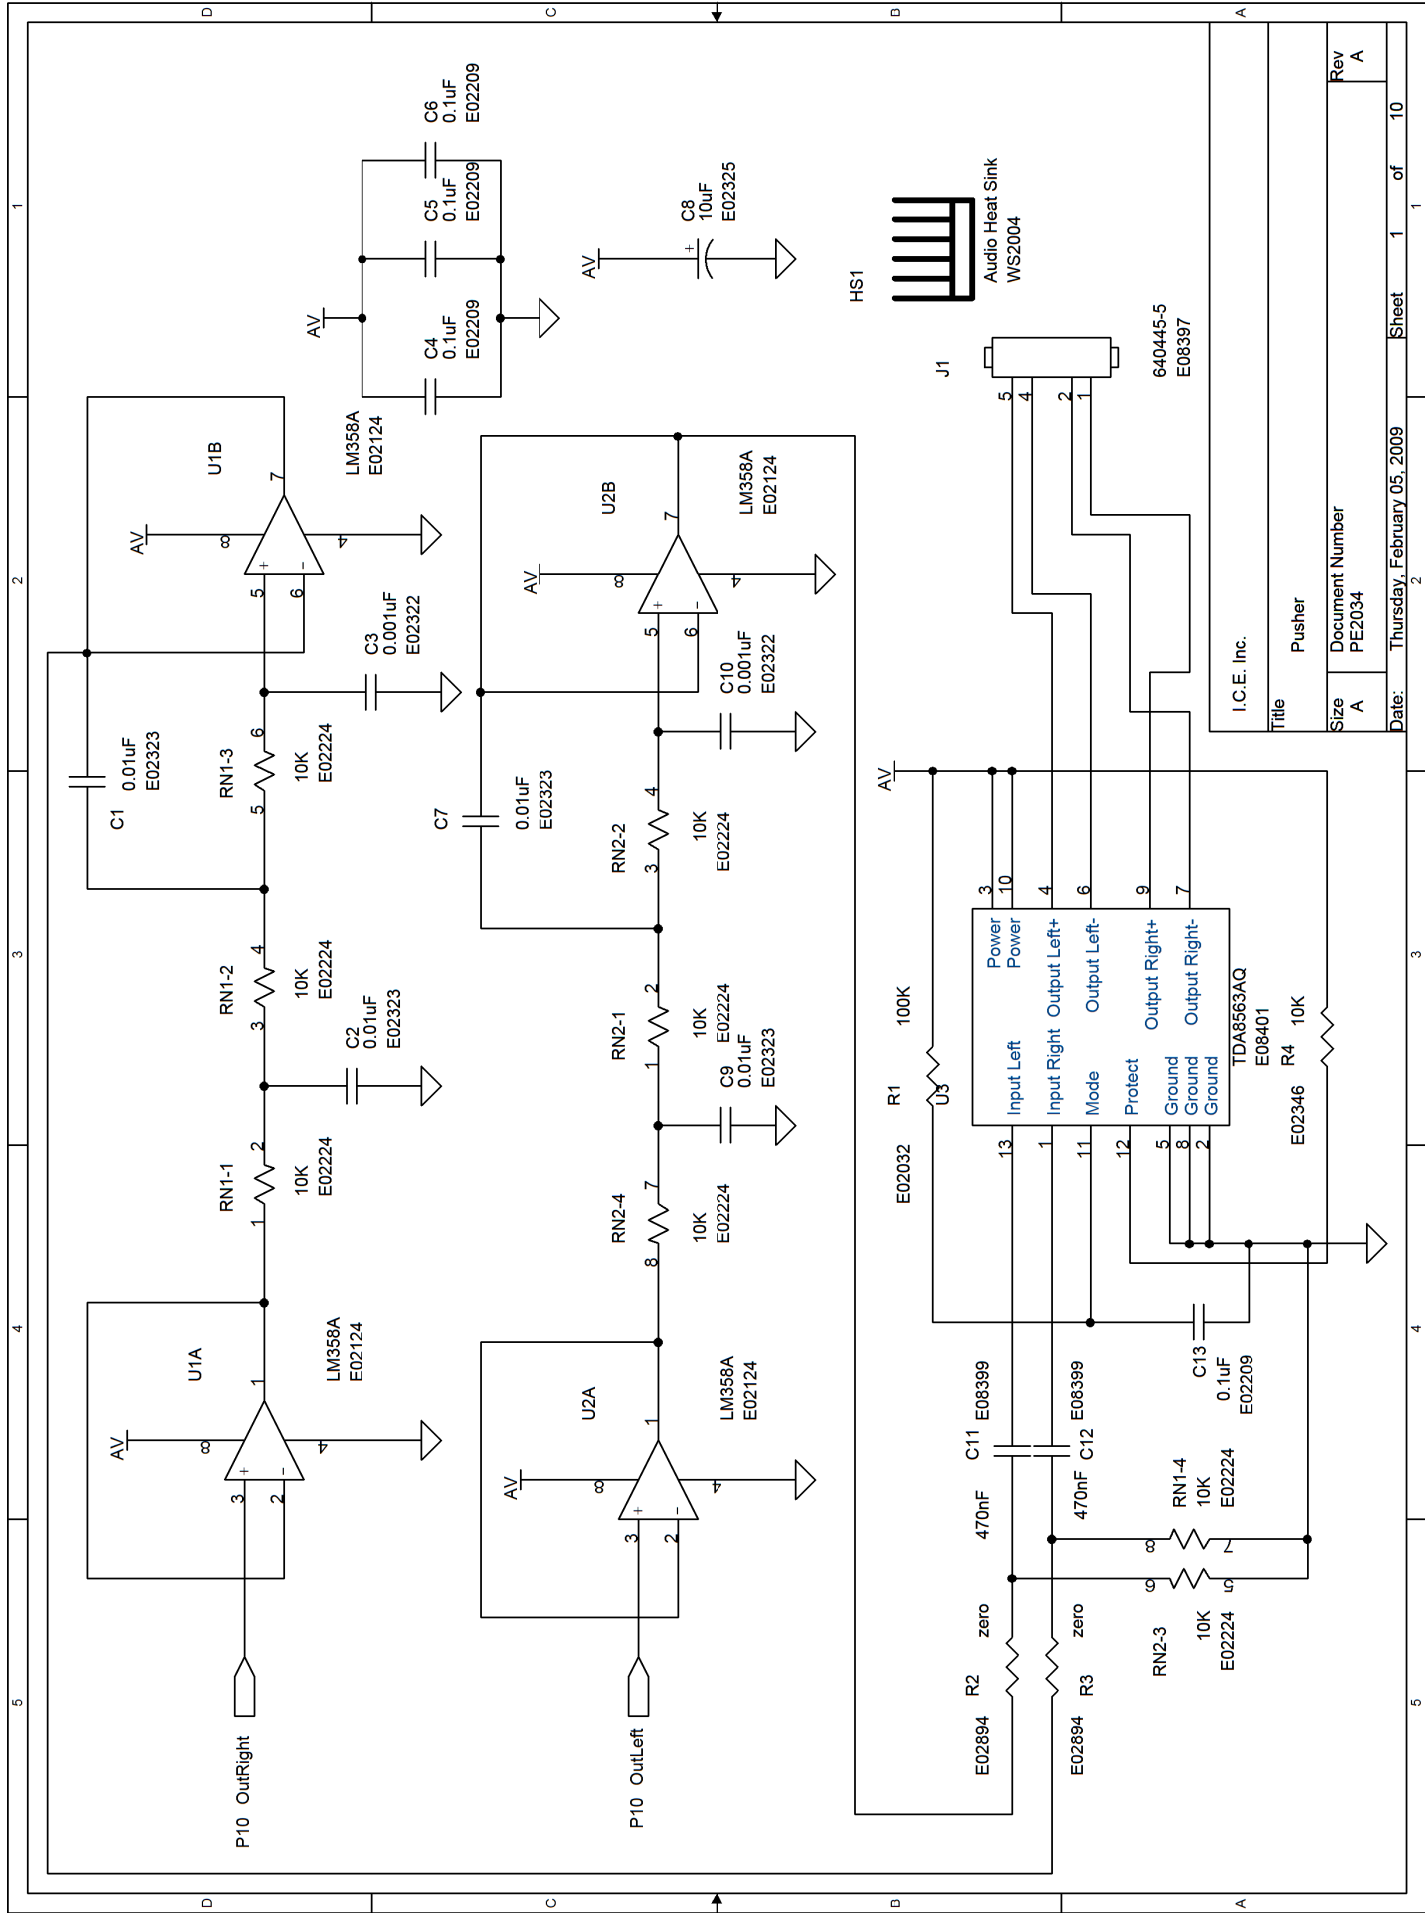 5
4
3
2
1
D
D
C
C
B
B
A
A
5
4
3
2
1
P10 OutRight
3
2
+
-
AV
8
4
1
U1A
LM358A
E02124
RN1-1
1
2
10K
E02224
C2
0.01uF
E02323
RN1-2
3
4
10K
E02224
C1
0.01uF
E02323
RN1-3
5
6
10K
E02224
C3
0.001uF
E02322
5
6
+
-
AV
8
4
7
U1B
LM358A
E02124
AV
C4
0.1uF
E02209
C5
0.1uF
E02209
C6
0.1uF
E02209
P10 OutLeft
3
2
+
-
AV
8
4
1
U2A
LM358A
E02124
RN2-4
8
7
10K
E02224
C9
0.01uF
E02323
RN2-1
1
2
10K
E02224
C7
0.01uF
E02323
RN2-2
3
4
10K
E02224
C10
0.001uF
E02322
5
6
+
-
AV
8
4
7
U2B
LM358A
E02124
AV
+
C8
10uF
E02325
HS1
Audio Heat Sink
WS2004
R2
zero
E02894
R3
zero
E02894
C11
470nF
E08399
C12
470nF
E08399
RN2-3
6
5
10K
E02224
RN1-4
8
7
10K
E02224
C13
0.1uF
E02209
R1
100K
E02032
U3
AV
13
Input Left
1
Input Right
11
Mode
12
Protect
5
Ground
8
Ground
2
Ground
Power
3
Power
10
Output Left+
4
Output Left-
6
Output Right+
9
Output Right-
7
TDA8563AQ
E08401
R4
10K
E02346
J1
5
4
2
1
640445-5
E08397
I.C.E. Inc.
Title
Pusher
Size
A
Document Number
PE2034
Rev
A
Date:
Thursday, February 05, 2009
Sheet 1 of 10